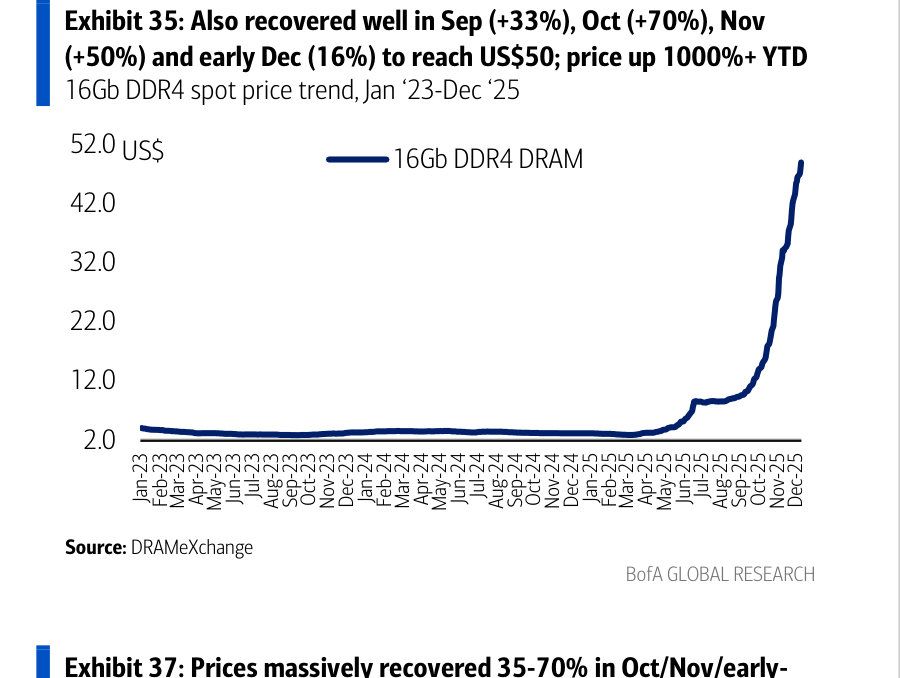 Exhibit 35: Also recovered well in Sep (+33%), Oct (+70%), Nov
(+50%) and early Dec (16%) to reach US$50; price up 1000%+ YTD
16Gb DDR4 spot price trend, Jan ‘23-Dec ‘25
52.0
US$
16Gb DDR4 DRAM
42.0
32.0
22.0
12.0
2.0
Jan-23
Feb-23
Mar-23
Apr-23
May-23
Jun-23
Jul-23
Aug-23
Sep-23
Oct-23
Nov-23
Dec-23
Jan-24
Feb-24
Mar-24
Apr-24
May-24
Jun-24
Jul-24
Aug-24
Sep-24
Oct-24
Nov-24
Dec-24
Jan-25
Feb-25
Mar-25
Apr-25
May-25
Jun-25
Jul-25
Aug-25
Sep-25
Oct-25
Nov-25
Dec-25
Source: DRAMeXchange
BofA GLOBAL RESEARCH
Exhibit 37: Prices massively recovered 35-70% in Oct/Nov/early-